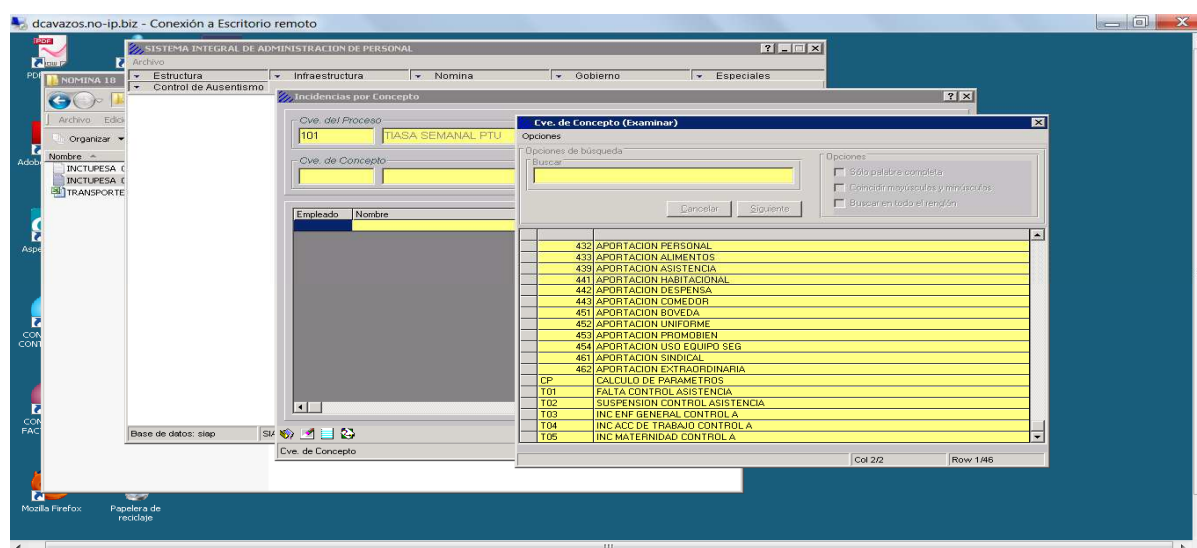 dcavazos.no-ip.biz - Conexión a Escritorio remoto
SISTEMA INTEGRAL DE ADMINISTRACION DE PERSONAL
Archivo
Estructura
Infraestructura
Nomina
Gobierno
Especiales
Control de Ausentismo
NOMINA 18
Archivo
Organizar
Nombre
INCTUPESA
INCTUPESA
TRANSPORTE
Incidencias por Concepto
Cve. del Proceso
101 TIASA SEMANAL PTU
Cve. de Concepto
Empleado Nombre
Cve. de Concepto (Examinar)
Opciones
Opciones de búsqueda
Buscar
Cancelar Siguiente
Opciones
Sólo palabra completa
Coincidir mayúsculas y minúsculas
Buscar en todo el renglón
432 APORTACION PERSONAL
433 APORTACION ALIMENTOS
439 APORTACION ASISTENCIA
441 APORTACION HABITACIONAL
442 APORTACION DESPENSA
443 APORTACION COMEDOR
451 APORTACION BOVEDA
452 APORTACION UNIFORME
453 APORTACION PROMOBIEN
454 APORTACION USO EQUIPO SEG
461 APORTACION SINDICAL
462 APORTACION EXTRAORDINARIA
CP CALCULO DE PARAMETROS
T01 FALTA CONTROL ASISTENCIA
T02 SUSPENSION CONTROL ASISTENCIA
T03 INC ENF GENERAL CONTROL A
T04 INC ACC DE TRABAJO CONTROL A
T05 INC MATERNIDAD CONTROL A
Col 2/2 Row 1/46
Base de datos: siap
Cve. de Concepto
Mozilla Firefox
Papelera de
reciclaje